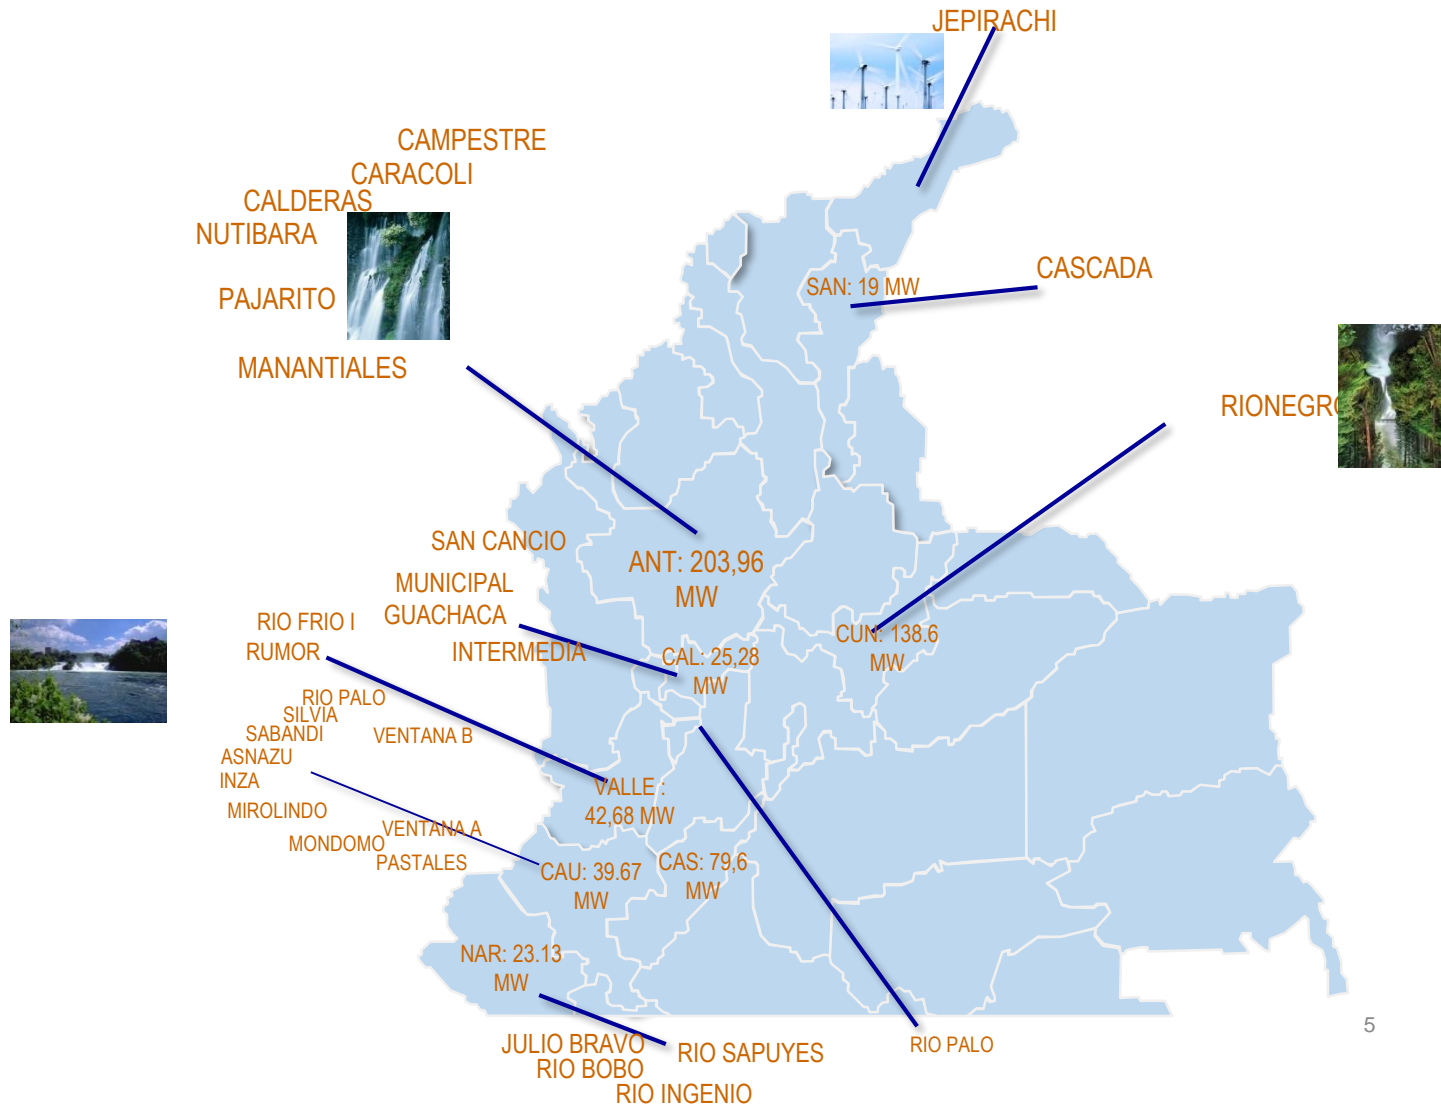 JEPIRACHI
CAMPESTRE
CARACOLI
CALDERAS
NUTIBARA
CASCADA
SAN: 19 MW
PAJARITO
MANANTIALES
RIONEGRO
SAN CANCIO
ANT: 203,96
MW
MUNICIPAL
GUACHACA
RIO FRIO I
CUN: 138.6
MW
RUMOR
INTERMEDIA
CAL: 25,28
MW
RIO PALO
SILVIA
SABANDI
VENTANA B
ASNAZU
INZA
VALLE :
42,68 MW
MIROLINDO
VENTANA A
MONDOMO
PASTALES
CAU: 39.67
MW
CAS: 79,6
MW
NAR: 23.13
MW
JULIO BRAVO
RIO SAPUYES
RIO PALO
RIO BOBO
RIO INGENIO
5